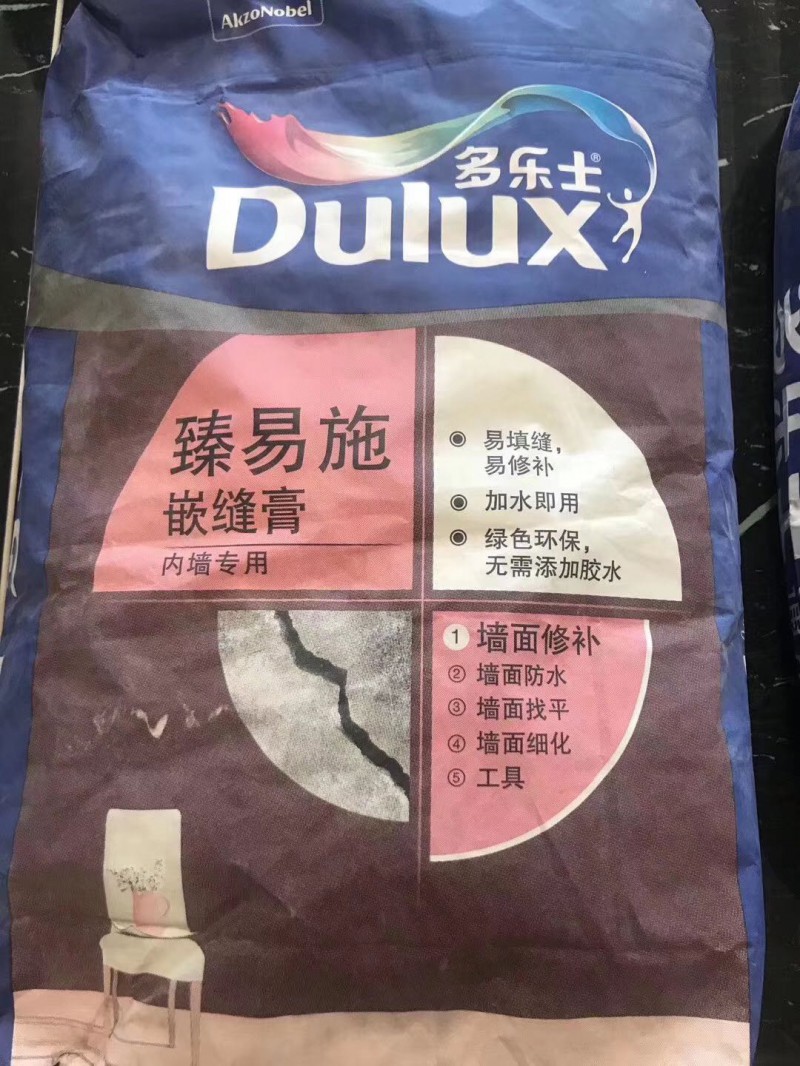 AkzoNobel
多乐士®
Dulux
臻易施
嵌缝膏
内墙专用
易填缝，
易修补
加水即用
绿色环保，
无需添加胶水
① 墙面修补
② 墙面防水
③ 墙面找平
④ 墙面细化
⑤ 工具